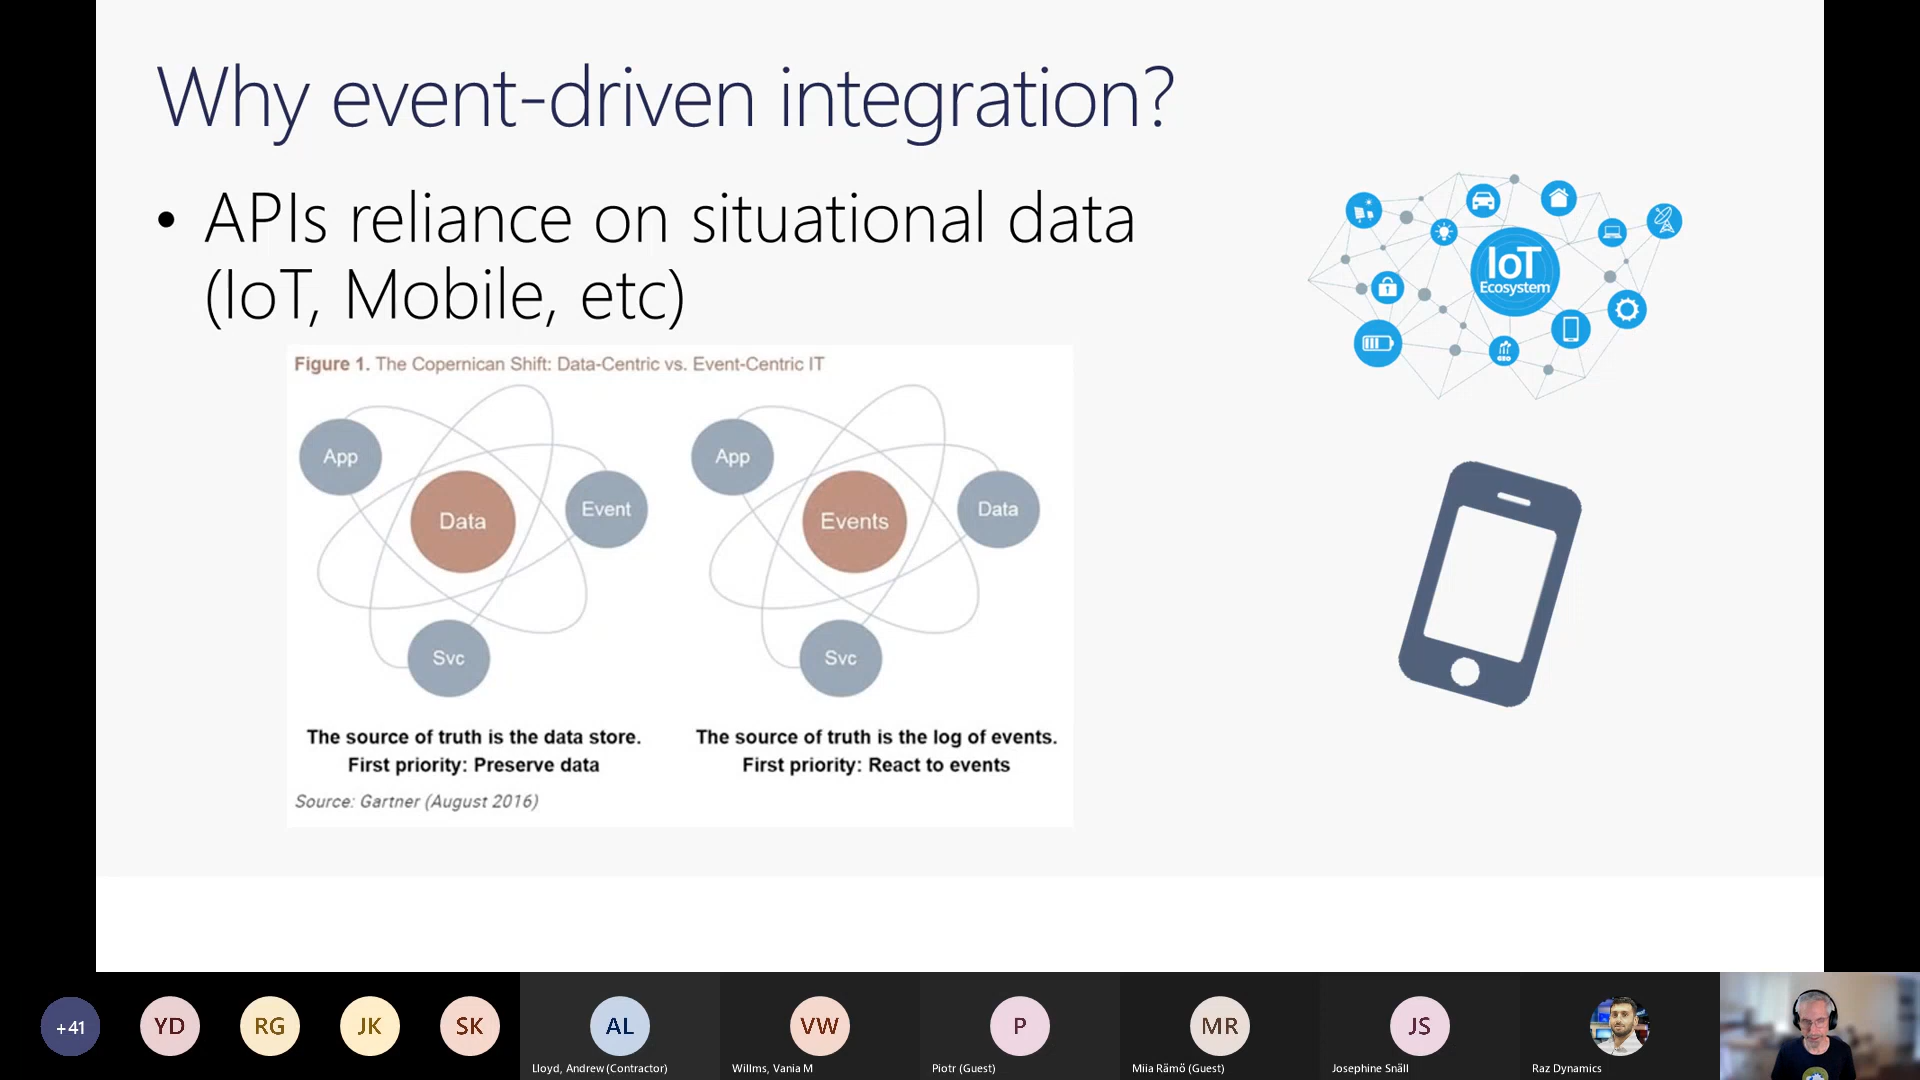 Why event-driven integration?
• APIs reliance on situational data
(IoT, Mobile, etc)
IoT
Ecosystem
Figure 1. The Copernican Shift: Data-Centric vs. Event-Centric IT
App
Data
Event
Svc
App
Events
Data
Svc
The source of truth is the data store.
First priority: Preserve data
The source of truth is the log of events.
First priority: React to events
Source: Gartner (August 2016)
+41
YD
RG
JK
SK
AL
Lloyd, Andrew (Contractor)
VW
Willms, Vania M
P
Piotr (Guest)
MR
Miia Rämö (Guest)
JS
Josephine Snäll
Raz Dynamics